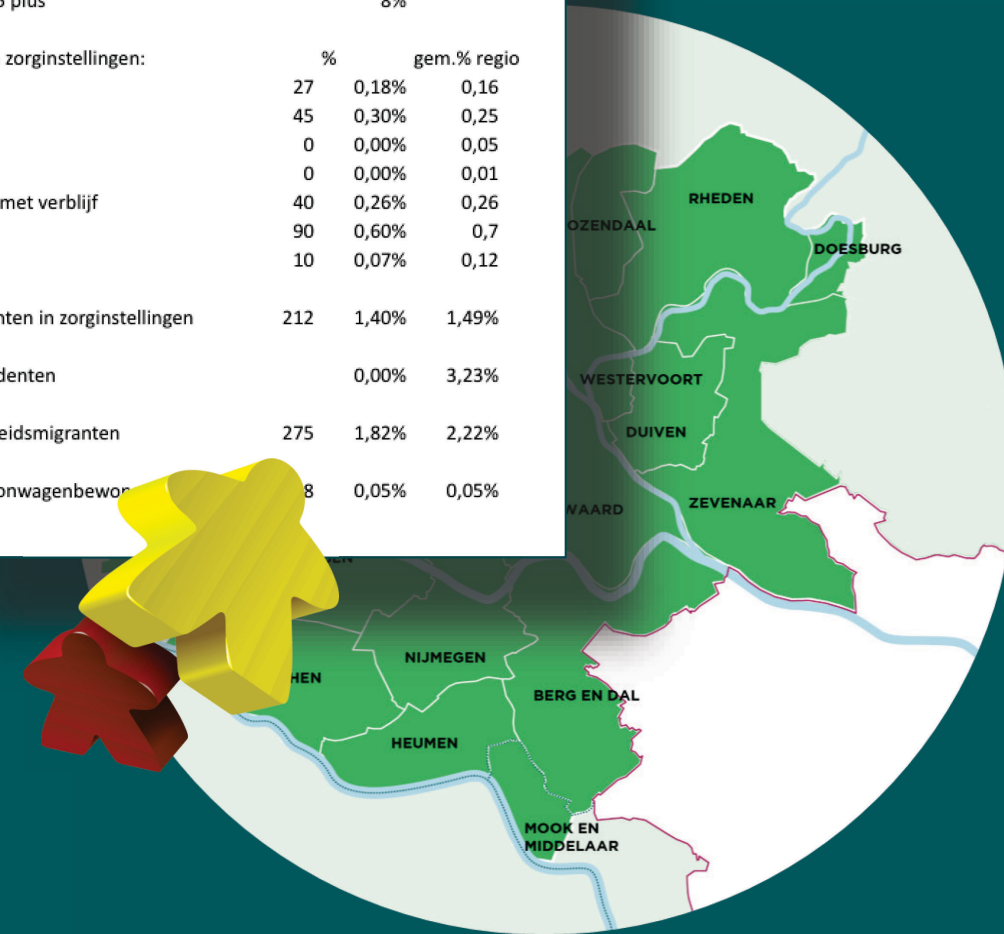 plus 8%
zorginstellingen: % gem.% regio
27 0,18% 0,16
45 0,30% 0,25
0 0,00% 0,05
0 0,00% 0,01
met verblijf 40 0,26% 0,26
90 0,60% 0,7
10 0,07% 0,12
nten in zorginstellingen 212 1,40% 1,49%
denten 0,00% 3,23%
eidsmigranten 275 1,82% 2,22%
onwagenbewon 8 0,05% 0,05%
RHEDEN
OZENDAAL
DOESBURG
WESTERVOORT
DUIVEN
ZEVENAAR
WAARD
NIJMEGEN
HEN
BERG EN DAL
HEUMEN
MOOK EN
MIDDELAAR